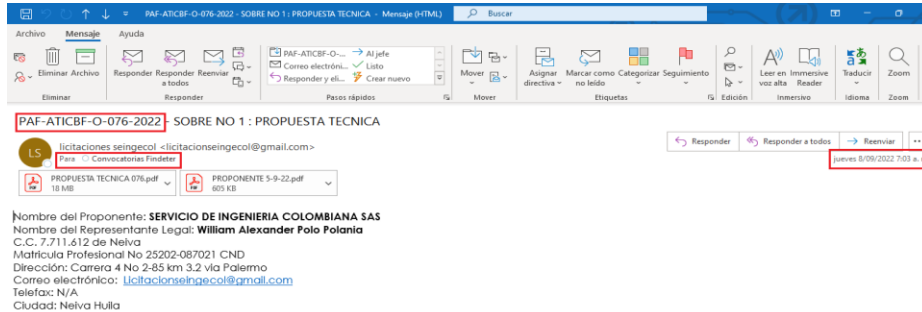 PAF-ATICBF-O-076-2022 - SOBRE NO 1 : PROPUESTA TECNICA - Mensaje (HTML)
Buscar
Archivo Mensaje Ayuda
Eliminar Archivo
Responder Responder a todos Reenviar
PAF-ATICBF-O-... Al jefe
Correo electróni... Listo
Responder y eli... Crear nuevo
Mover
Asignar directiva Marcar como no leído Categorizar Seguimiento
Leer en voz alta Immersive Reader
Traducir
Zoom
Eliminar Responder Pasos rápidos Mover Etiquetas Edición Inmersivo Idioma Zoom
PAF-ATICBF-O-076-2022 - SOBRE NO 1 : PROPUESTA TECNICA
LS
licitaciones seingecol <licitacionseingecol@gmail.com>
Para Convocatorias Findeter
Responder Responder a todos Reenviar
jueves 8/09/2022 7:03 a.
PROPUESTA TECNICA 076.pdf
18 MB
PROPONENTE 5-9-22.pdf
605 KB
Nombre del Proponente: SERVICIO DE INGENIERIA COLOMBIANA SAS
Nombre del Representante Legal: William Alexander Polo Polania
C.C. 7.711.612 de Neiva
Matricula Profesional No 25202-087021 CND
Dirección: Carrera 4 No 2-85 km 3.2 vía Palermo
Correo electrónico: Licitacionseingecol@gmail.com
Telefax: N/A
Ciudad: Neiva Huila